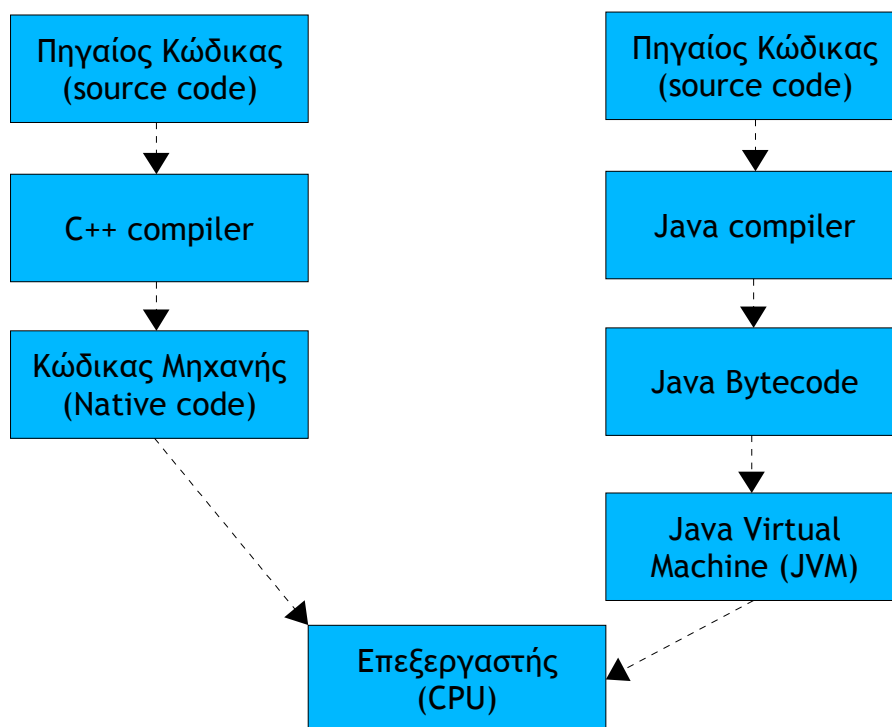 Πηγαίος Κώδικας
(source code)
C++ compiler
Κώδικας Μηχανής
(Native code)
Πηγαίος Κώδικας
(source code)
Java compiler
Java Bytecode
Java Virtual
Machine (JVM)
Επεξεργαστής
(CPU)